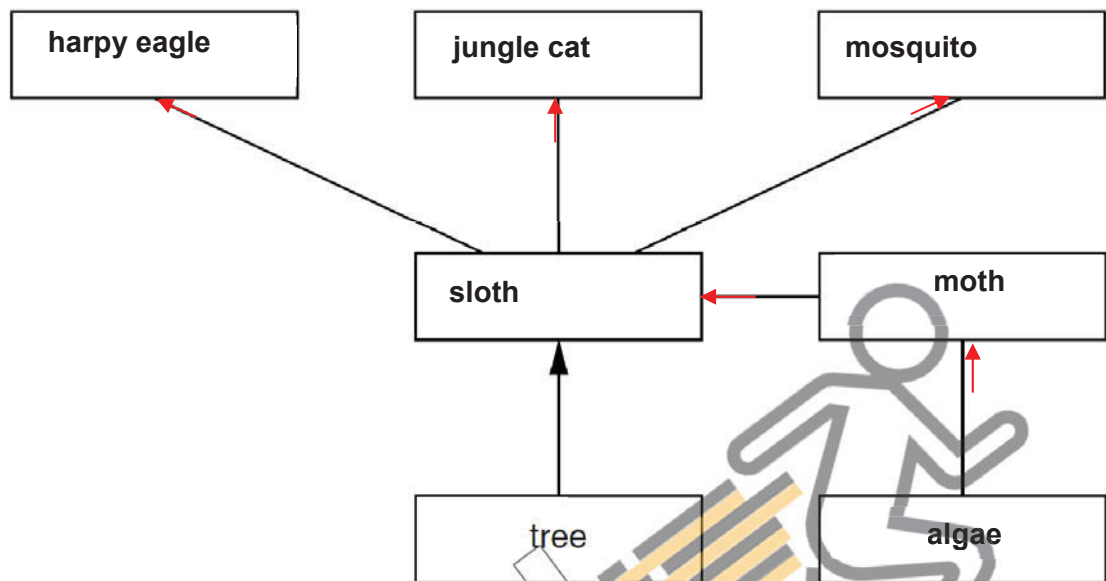 harpy eagle
jungle cat
mosquito
sloth
moth
tree
algae